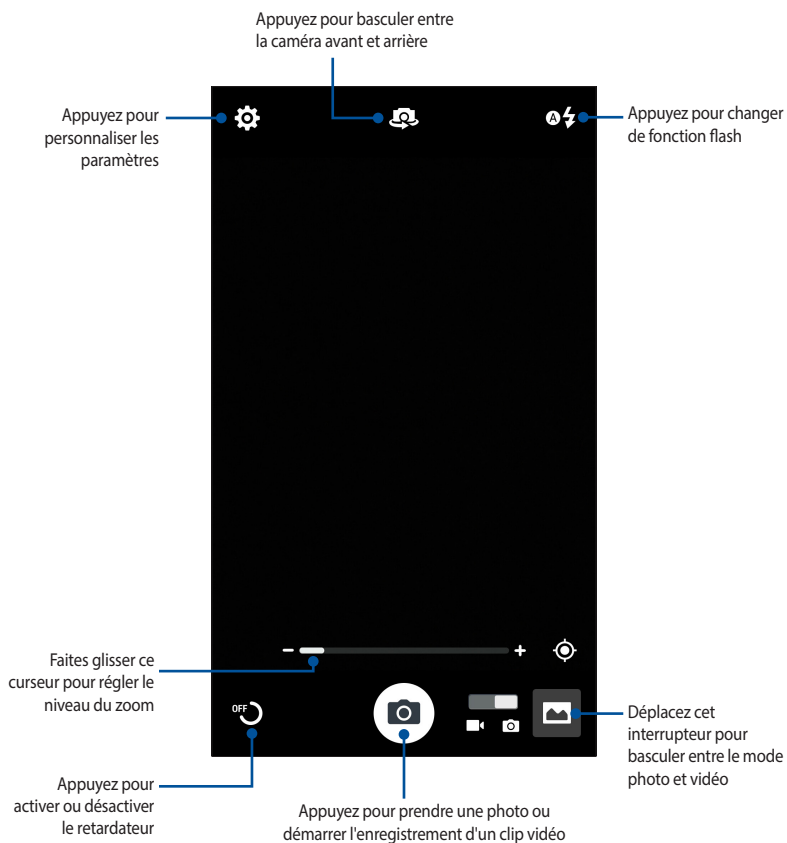 Appuyez pour basculer entre
la caméra avant et arrière
Appuyez pour
personnaliser les
paramètres
A
Appuyez pour changer
de fonction flash
Faites glisser ce
curseur pour régler le
niveau du zoom
- +
OFF
Déplacez cet
interrupteur pour
basculer entre le mode
photo et vidéo
Appuyez pour
activer ou désactiver
le retardateur
Appuyez pour prendre une photo ou
démarrer l'enregistrement d'un clip vidéo